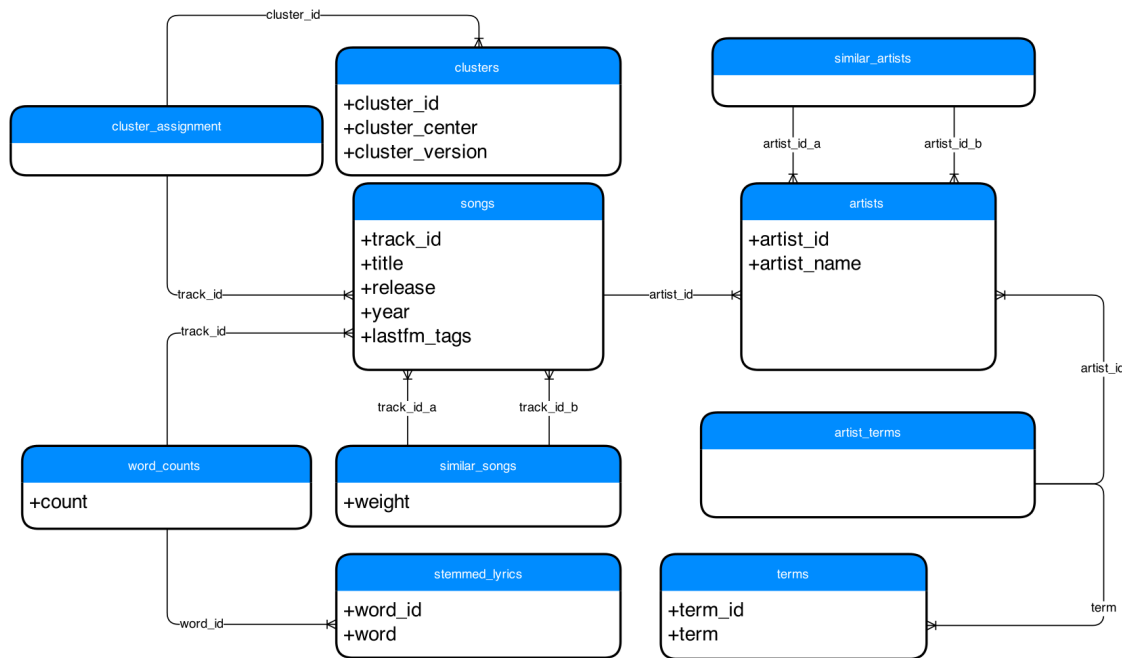 cluster_id
clusters
+cluster_id
+cluster_center
+cluster_version
similar_artists
cluster_assignment
artist_id_a
artist_id_b
songs
+track_id
+title
+release
+year
+lastfm_tags
artists
+artist_id
+artist_name
track_id
artist_id
track_id
artist_id
track_id_a
track_id_b
artist_terms
word_counts
+count
similar_songs
+weight
stemmed_lyrics
+word_id
+word
terms
+term_id
+term
word_id
term